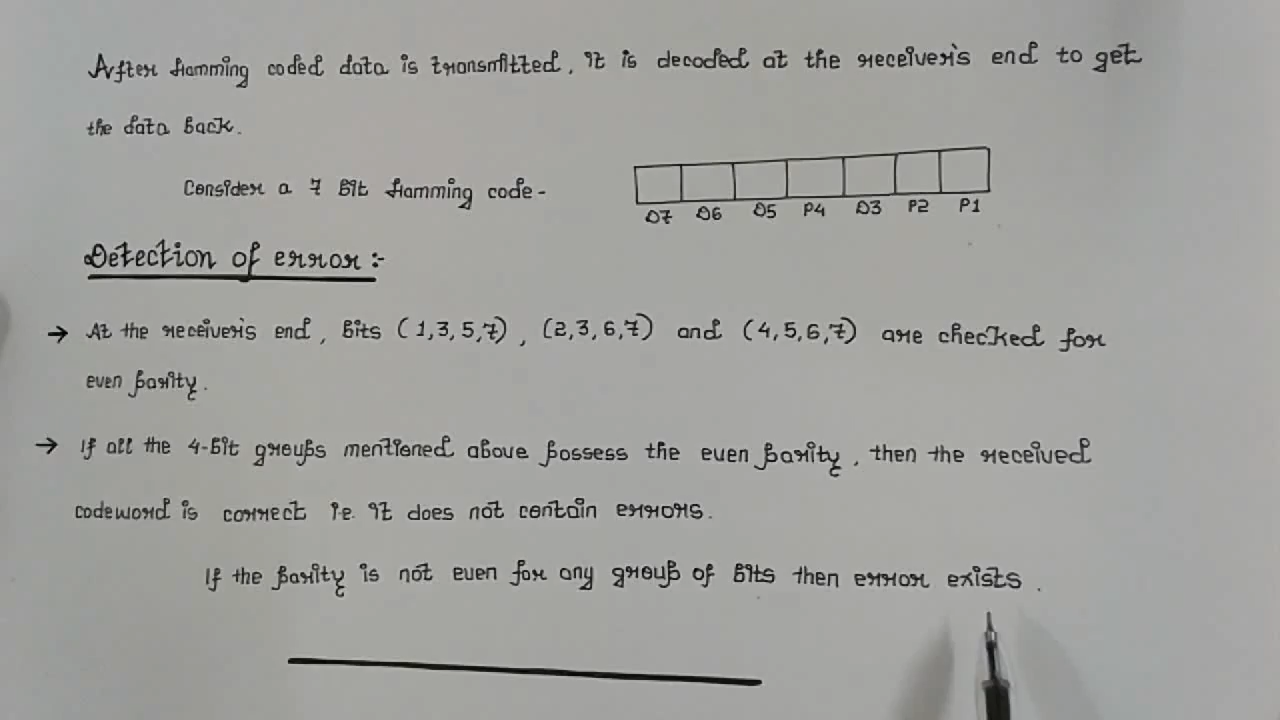 After Hamming coded data is transmitted, it is decoded at the receiver's end to get
the data back.
Consider a 7 bit Hamming code-
D7 D6 D5 P4 D3 P2 P1
Detection of error :-
→ At the receiver's end, bits (1,3,5,7), (2,3,6,7) and (4,5,6,7) are checked for
even parity.
→ If all the 4-bit groups mentioned above possess the even parity, then the received
codeword is correct i.e. it does not contain errors.
If the parity is not even for any group of bits then error exists.